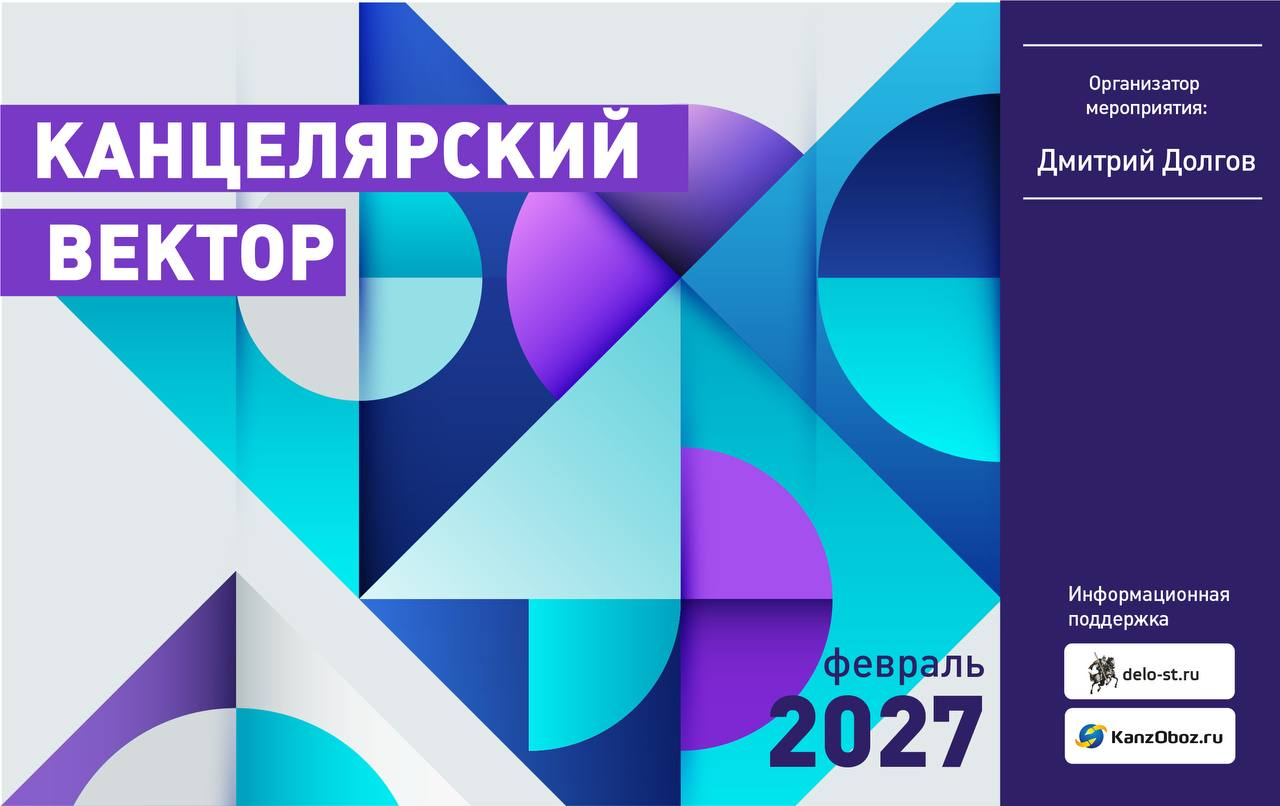 КАНЦЕЛЯРСКИЙ
ВЕКТОР
Организатор
мероприятия:
Дмитрий Долгов
февраль
2027
Информационная
поддержка
delo-st.ru
KanzOboz.ru